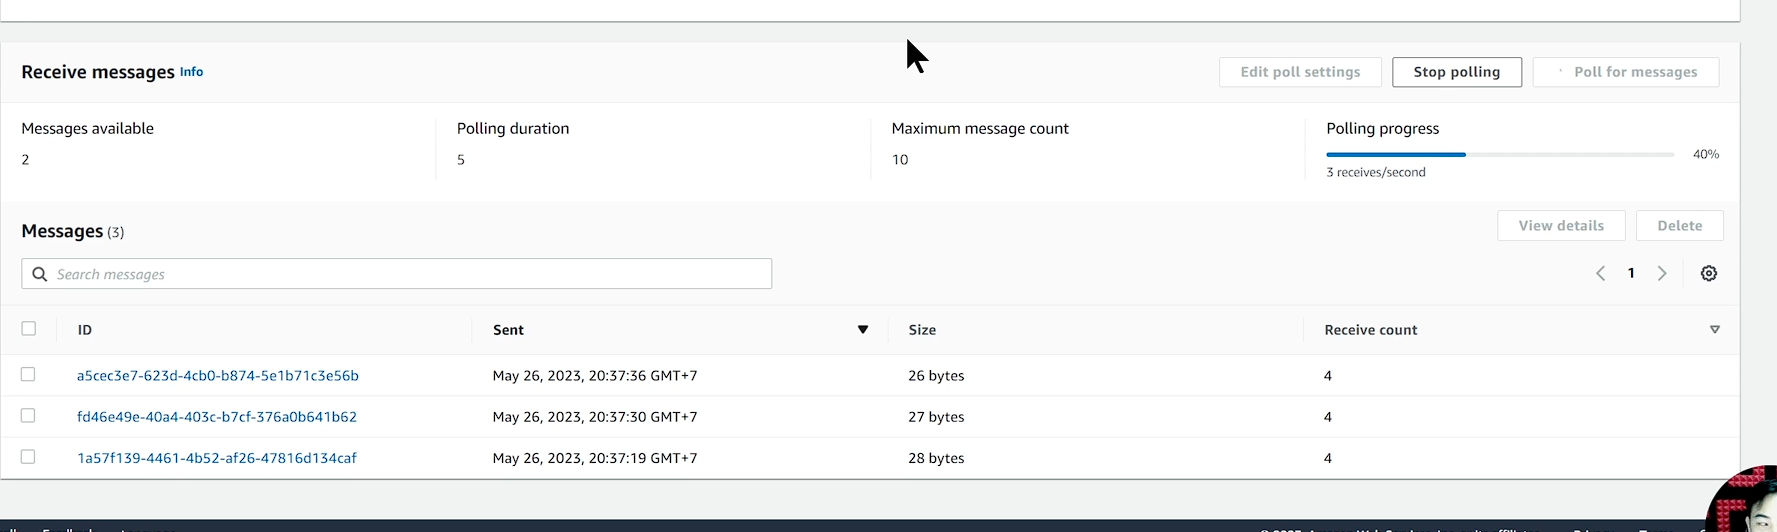 Receive messages Info
Edit poll settings
Stop polling
Poll for messages
Messages available
2
Polling duration
5
Maximum message count
10
Polling progress
40%
3 receives/second
Messages (3)
View details
Delete
Search messages
1
ID Sent Size Receive count
a5cec3e7-623d-4cb0-b874-5e1b71c3e56b May 26, 2023, 20:37:36 GMT+7 26 bytes 4
fd46e49e-40a4-403c-b7cf-376a0b641b62 May 26, 2023, 20:37:30 GMT+7 27 bytes 4
1a57f139-4461-4b52-af26-47816d134caf May 26, 2023, 20:37:19 GMT+7 28 bytes 4